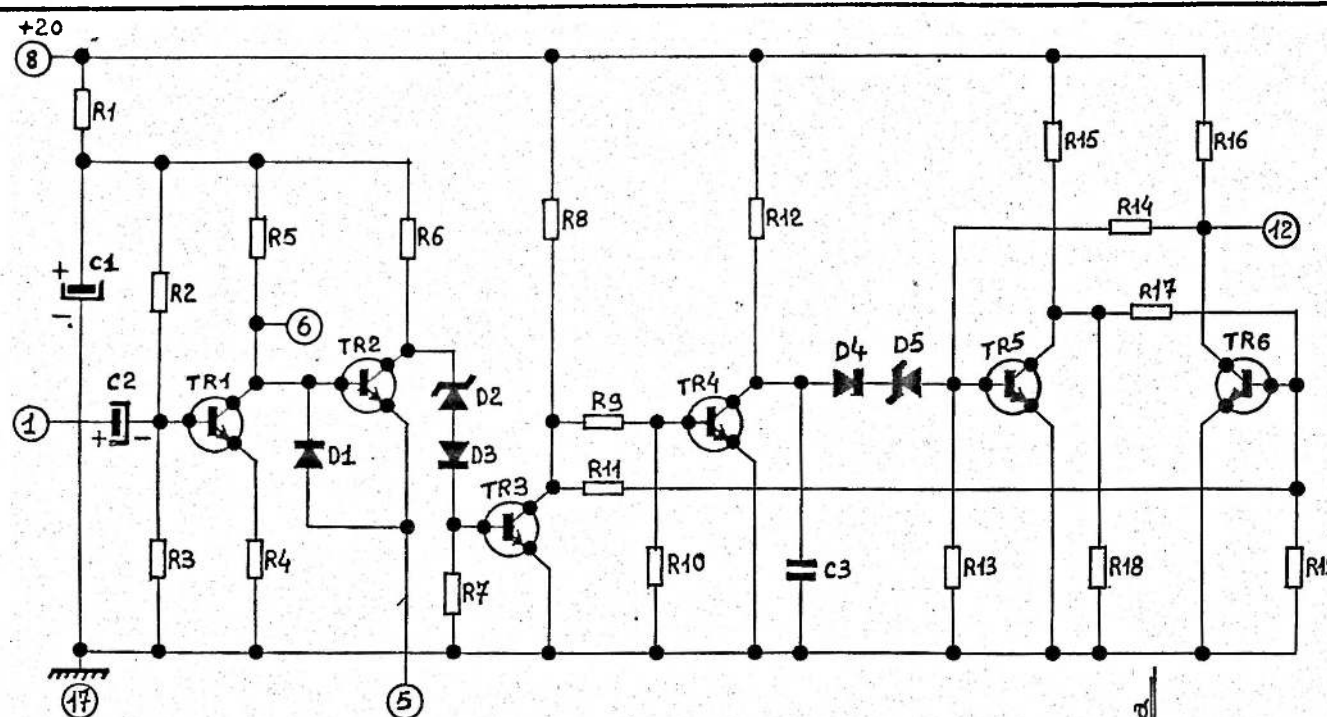 +20
8
R1
R15
R16
R14
12
R5
R6
R8
R12
C1
+
-
R2
R17
6
TR2
D4
D5
TR5
TR6
C2
TR1
D2
TR4
1
+
-
R9
D1
D3
R11
TR3
R3
R4
R7
R10
C3
R13
R18
17
5